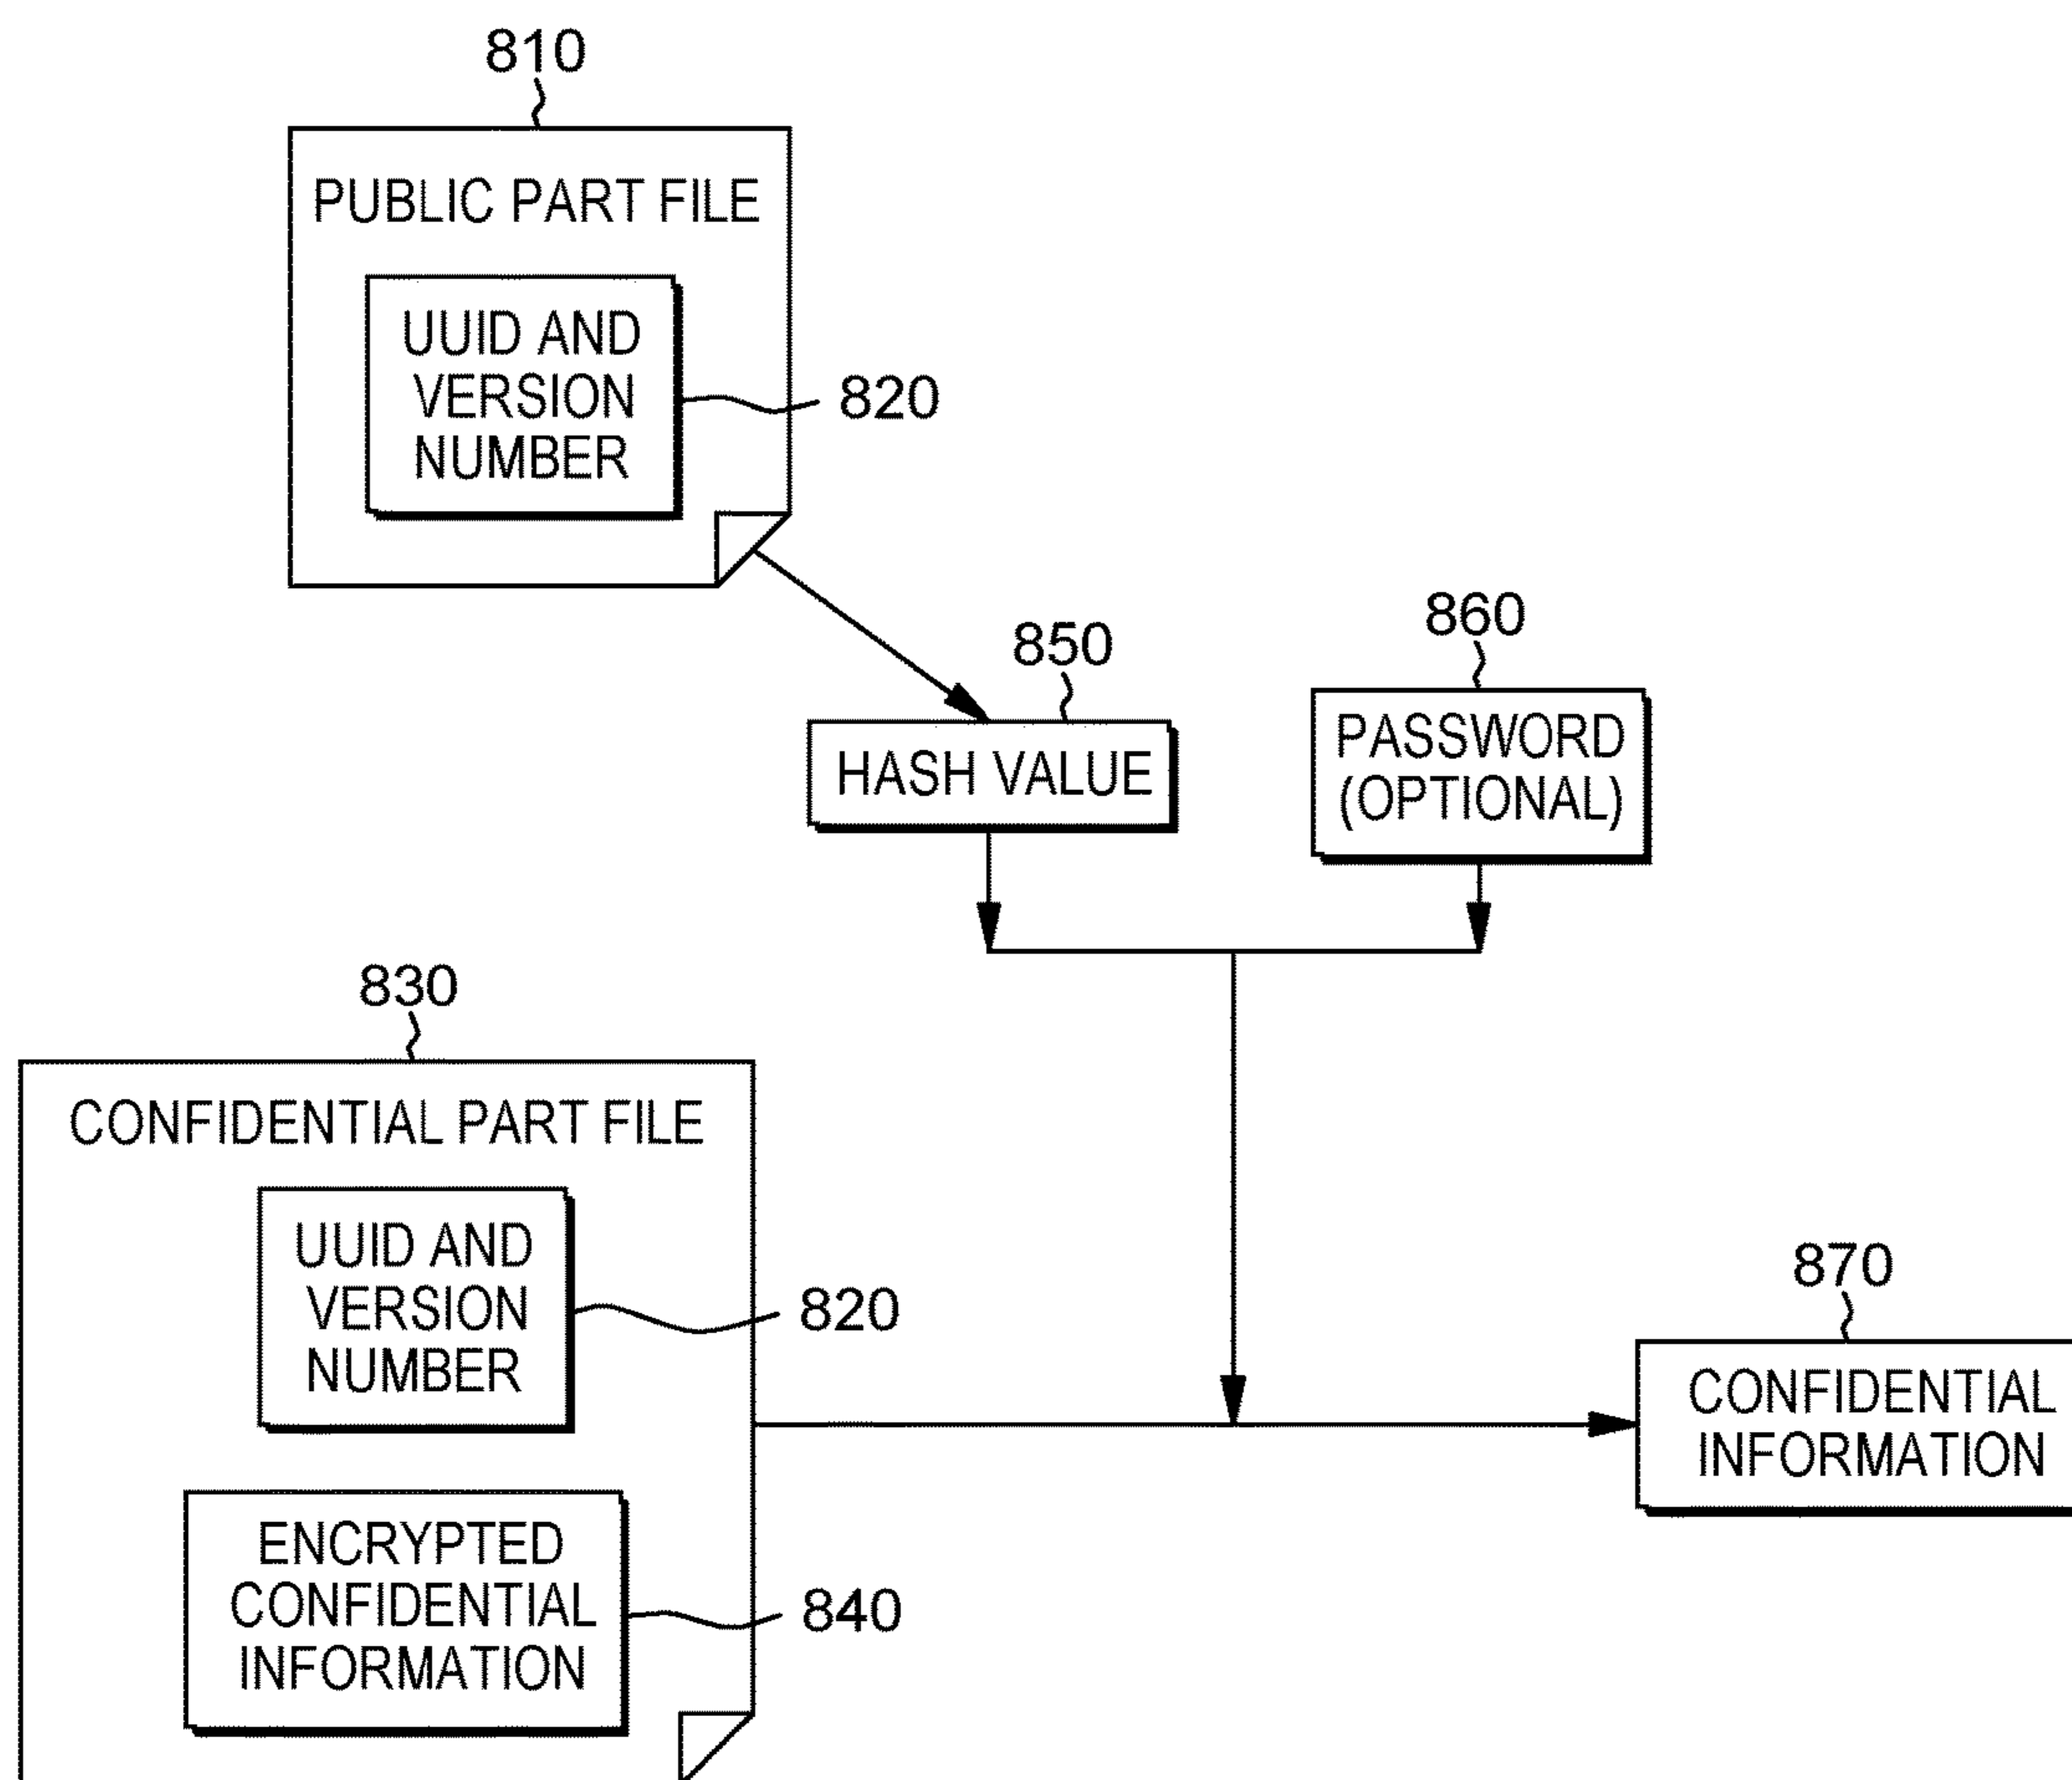 810
PUBLIC PART FILE
UUID AND
VERSION
NUMBER
820
850
HASH VALUE
860
PASSWORD
(OPTIONAL)
830
CONFIDENTIAL PART FILE
UUID AND
VERSION
NUMBER
820
ENCRYPTED
CONFIDENTIAL
INFORMATION
840
870
CONFIDENTIAL
INFORMATION